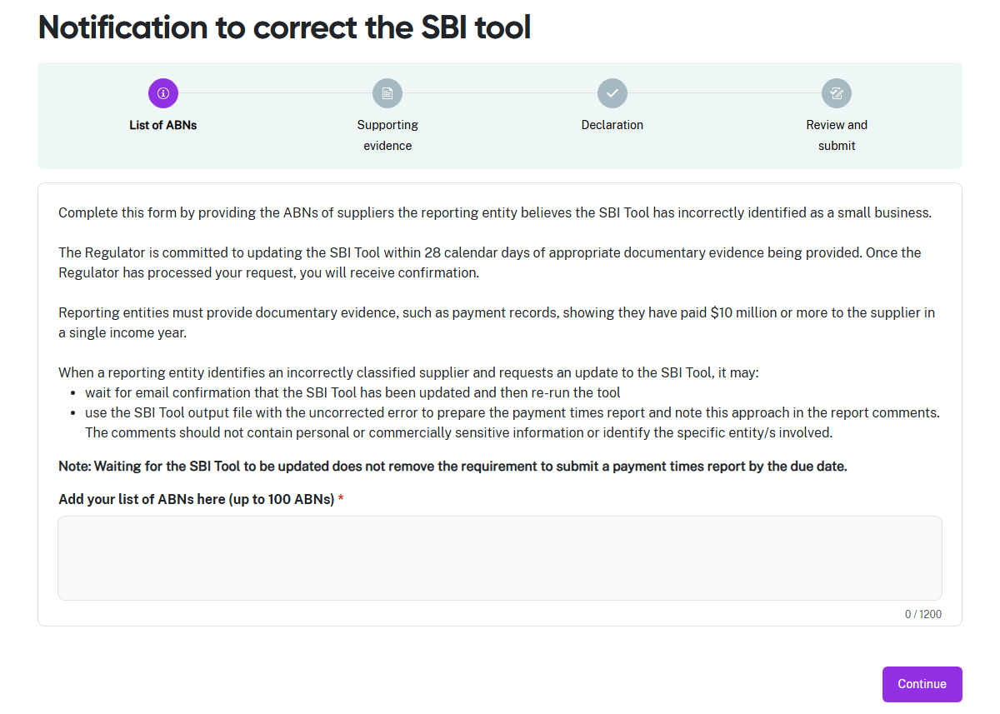 Notification to correct the SBI tool
List of ABNs
Supporting
evidence
Declaration
Review and
submit
Complete this form by providing the ABNs of suppliers the reporting entity believes the SBI Tool has incorrectly identified as a small business.
The Regulator is committed to updating the SBI Tool within 28 calendar days of appropriate documentary evidence being provided. Once the
Regulator has processed your request, you will receive confirmation.
Reporting entities must provide documentary evidence, such as payment records, showing they have paid $10 million or more to the supplier in
a single income year.
When a reporting entity identifies an incorrectly classified supplier and requests an update to the SBI Tool, it may:
• wait for email confirmation that the SBI Tool has been updated and then re-run the tool
• use the SBI Tool output file with the uncorrected error to prepare the payment times report and note this approach in the report comments.
The comments should not contain personal or commercially sensitive information or identify the specific entity/s involved.
Note: Waiting for the SBI Tool to be updated does not remove the requirement to submit a payment times report by the due date.
Add your list of ABNs here (up to 100 ABNs) *
0 / 1200
Continue